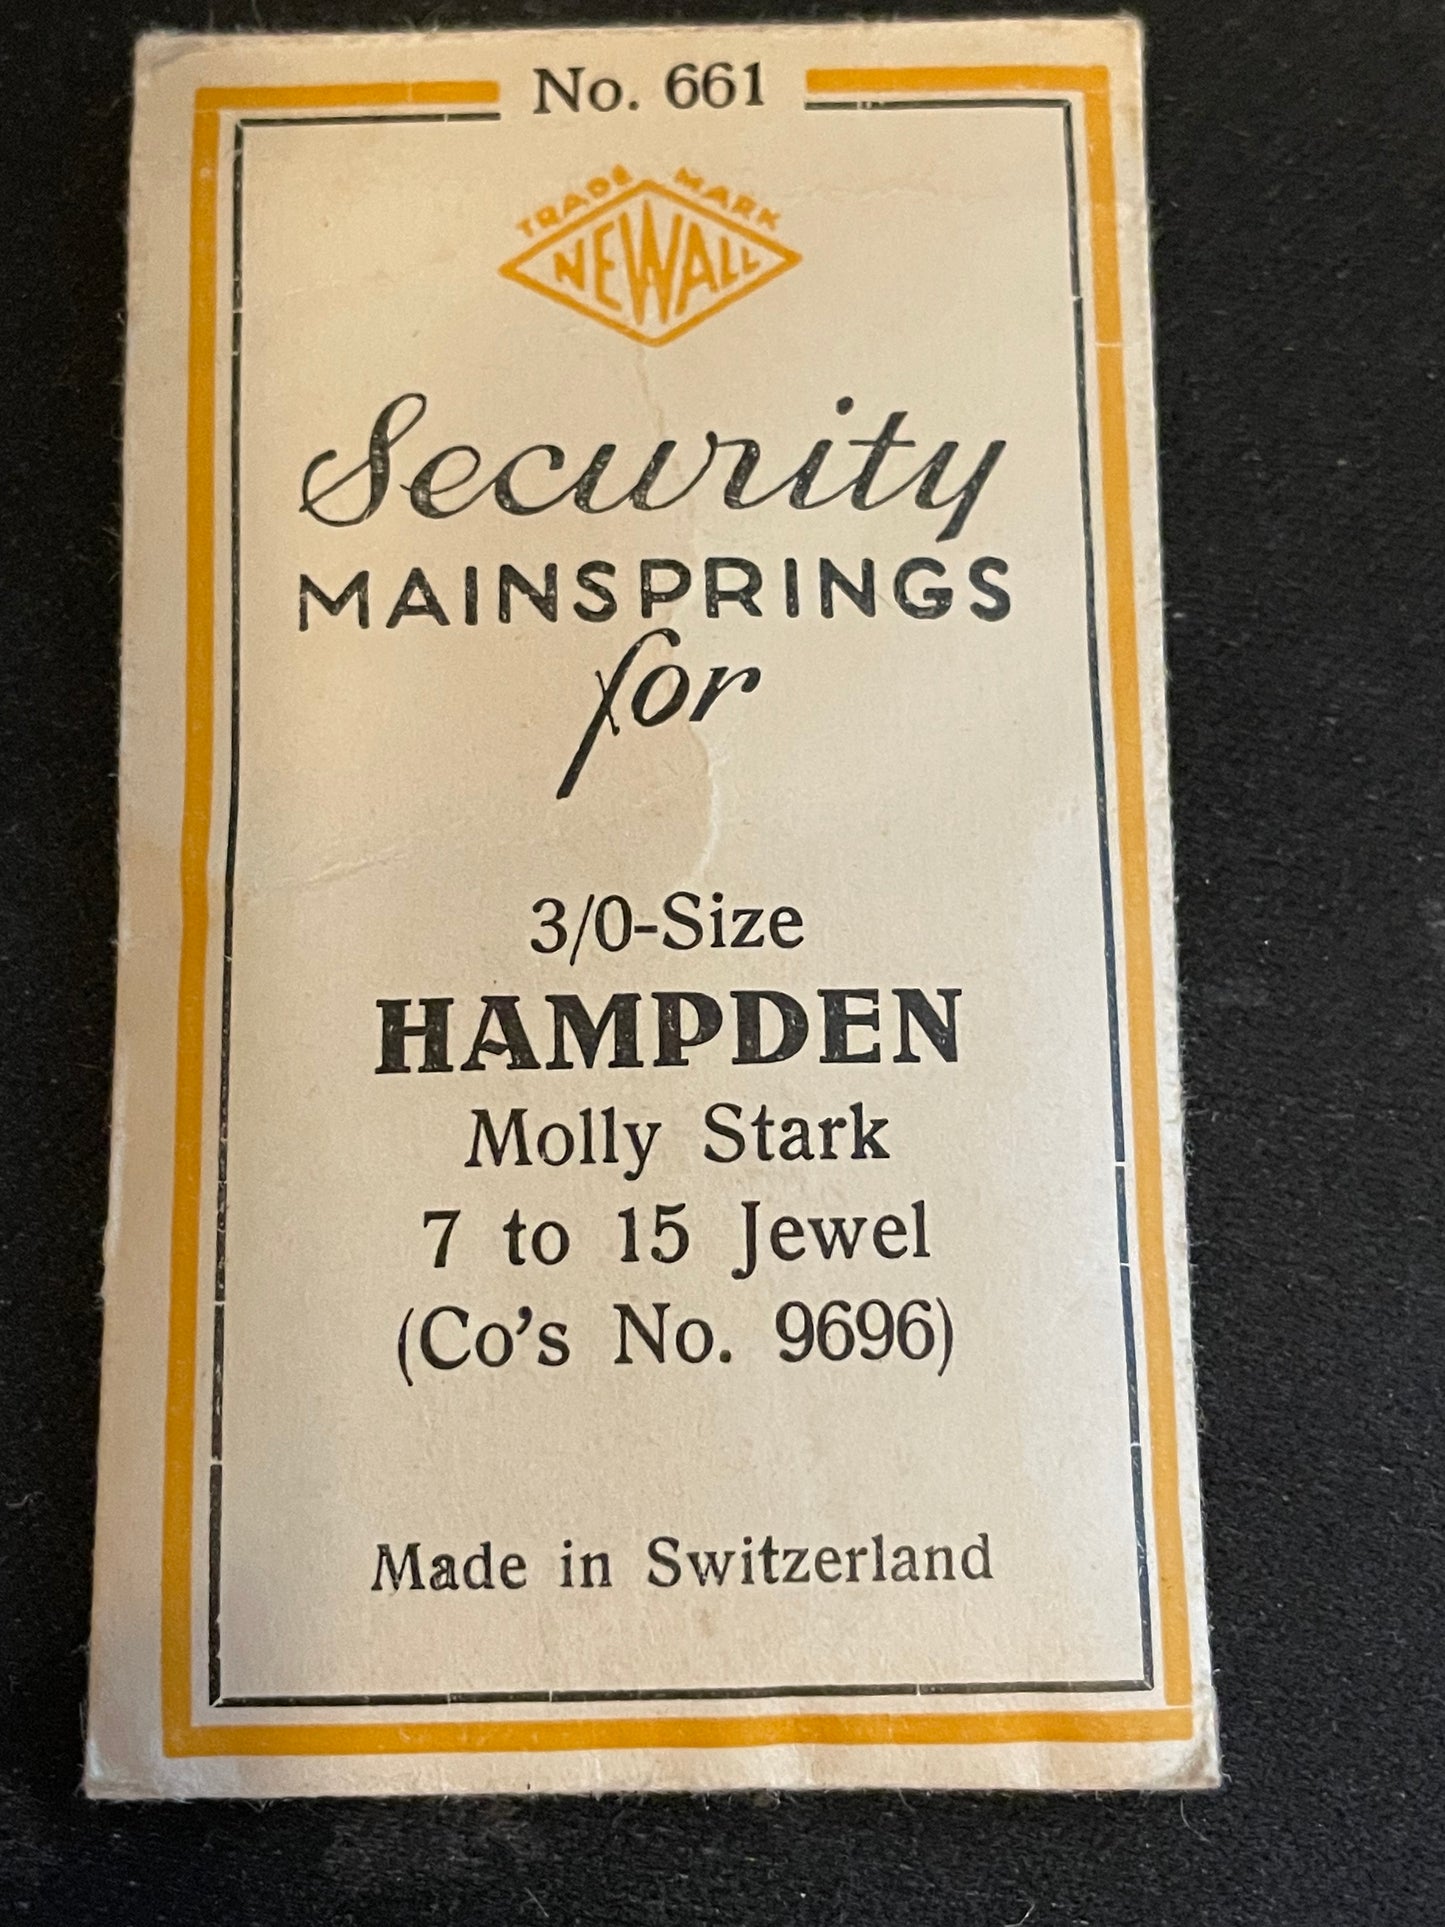 No. 661
TRADE MARK
NEWALL
Security
MAINSPRINGS
for
3/0-Size
HAMPDEN
Molly Stark
7 to 15 Jewel
(Co's No. 9696)
Made in Switzerland